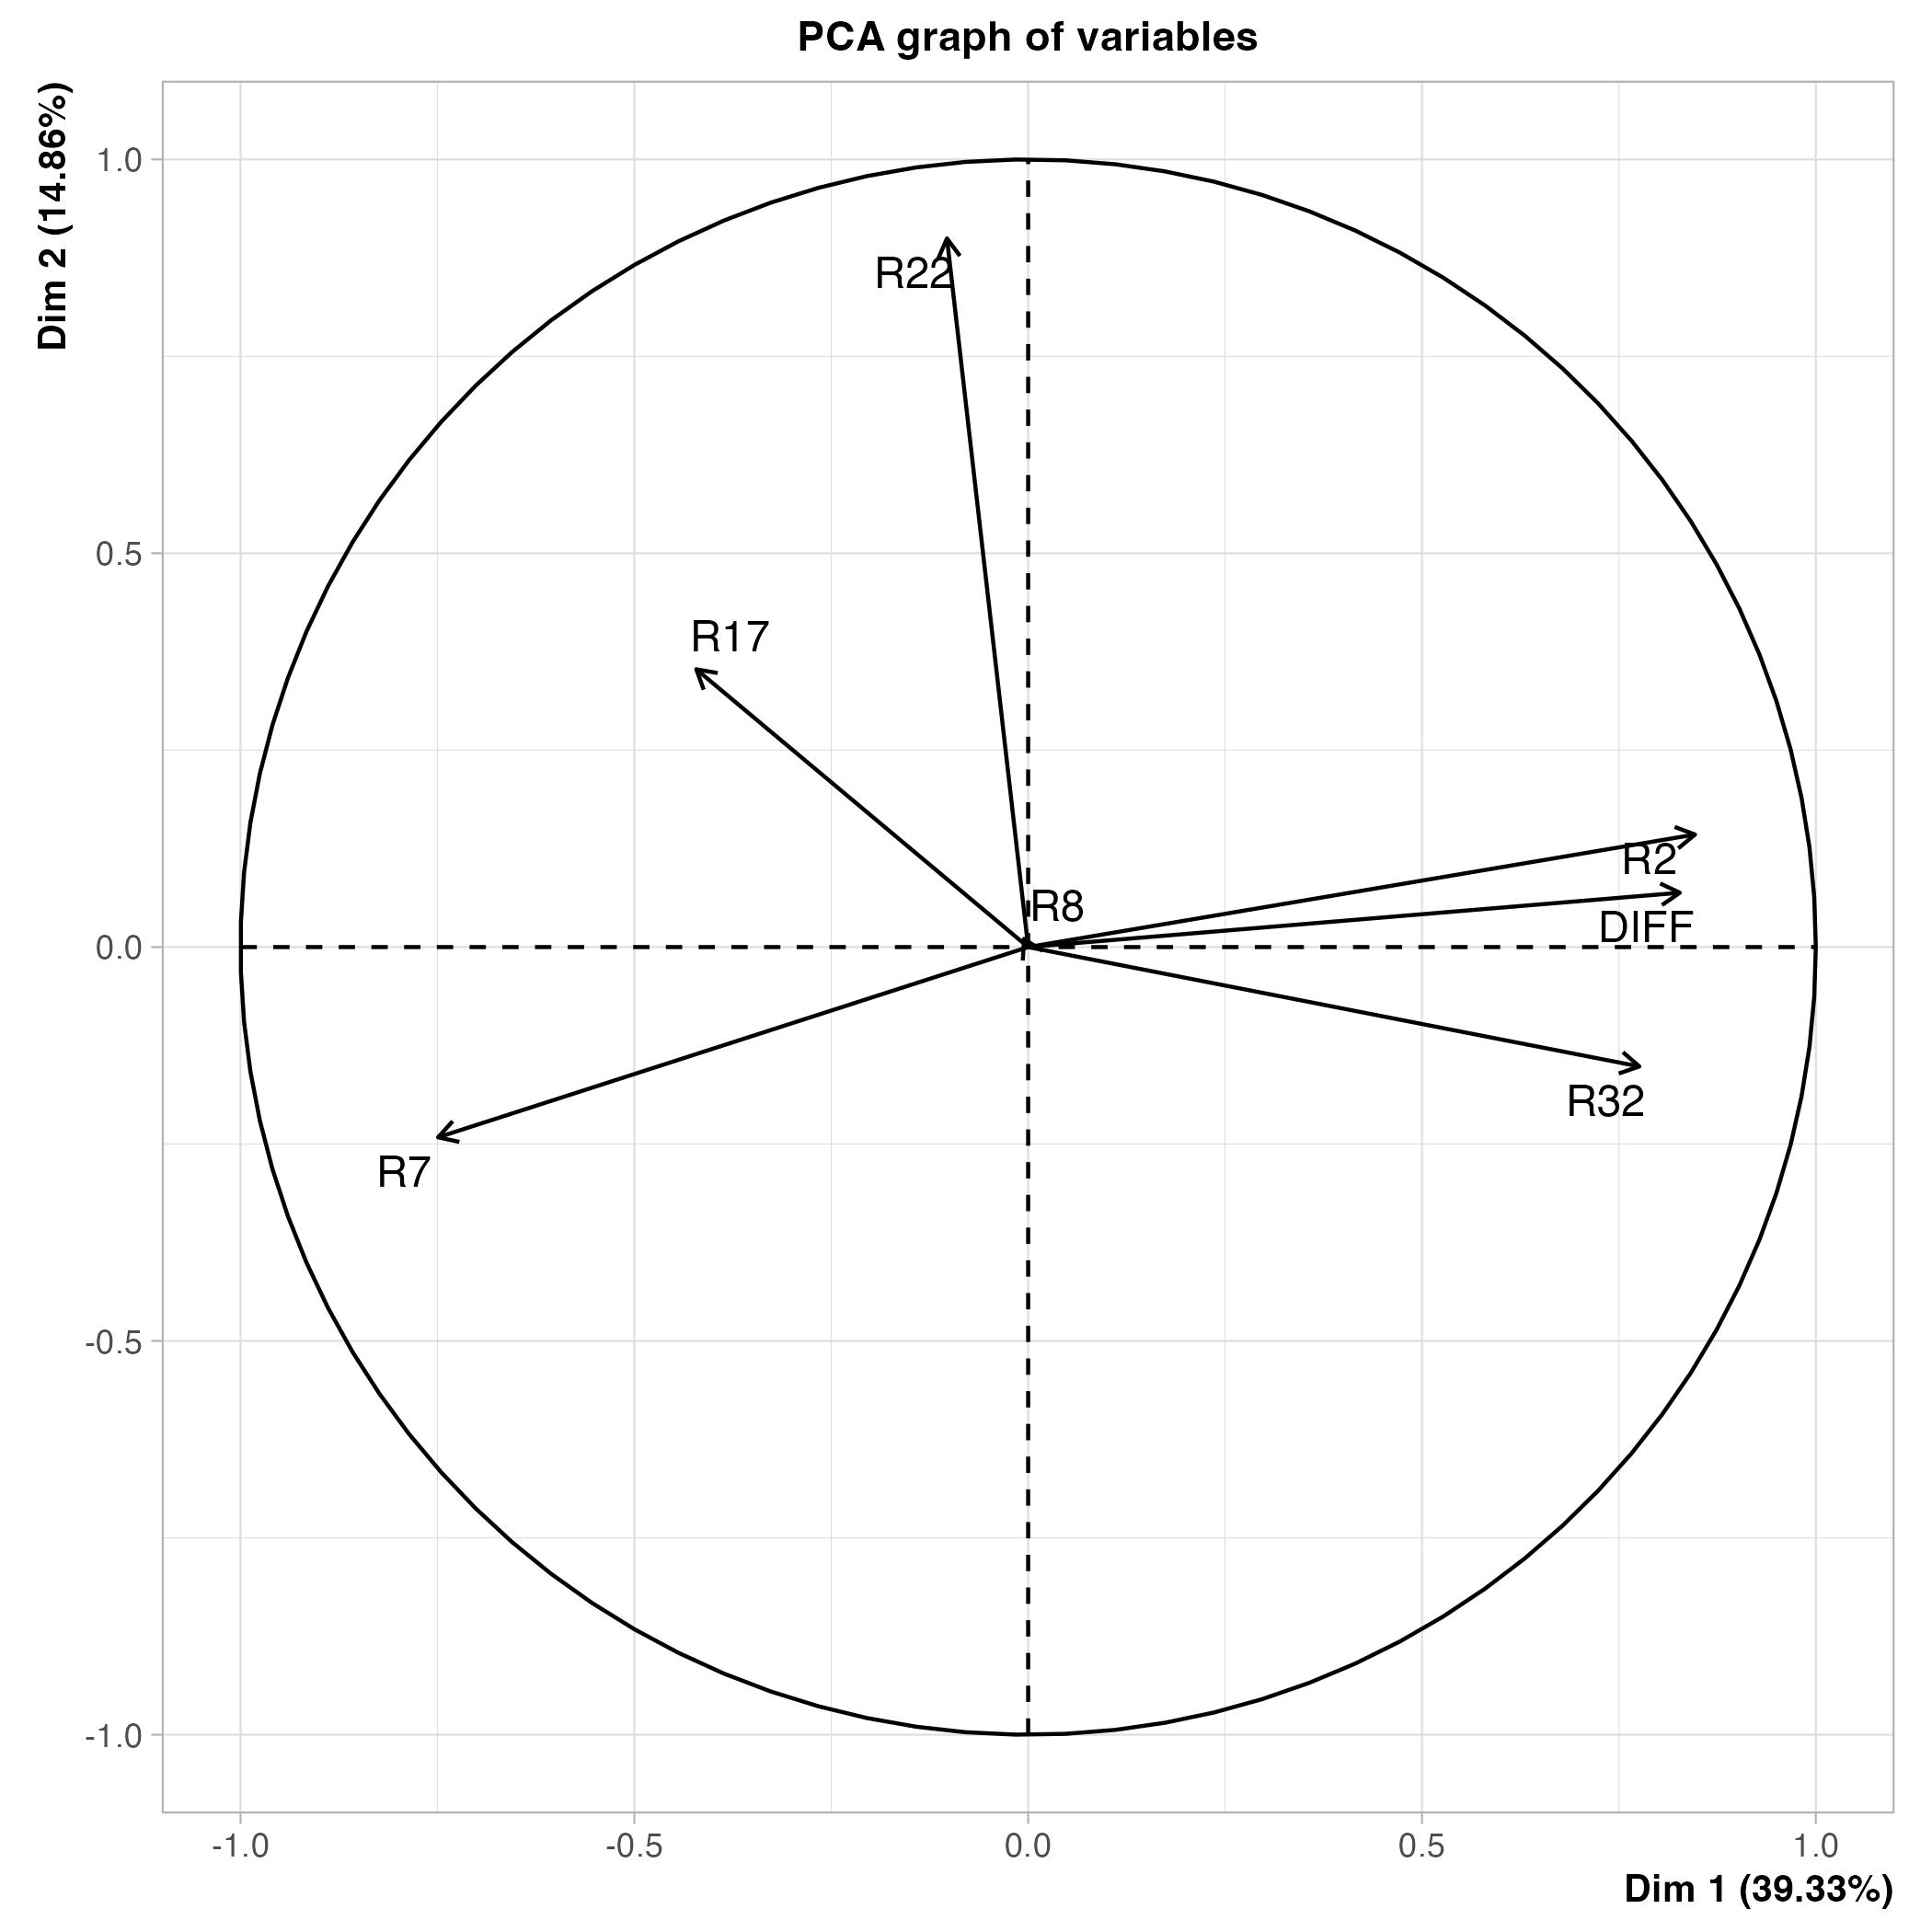 PCA graph of variables
Dim 2 (14.86%)
1.0
0.5
0.0
-0.5
-1.0
R22
R17
R8
R2
DIFF
R32
R7
-1.0
-0.5
0.0
0.5
1.0
Dim 1 (39.33%)